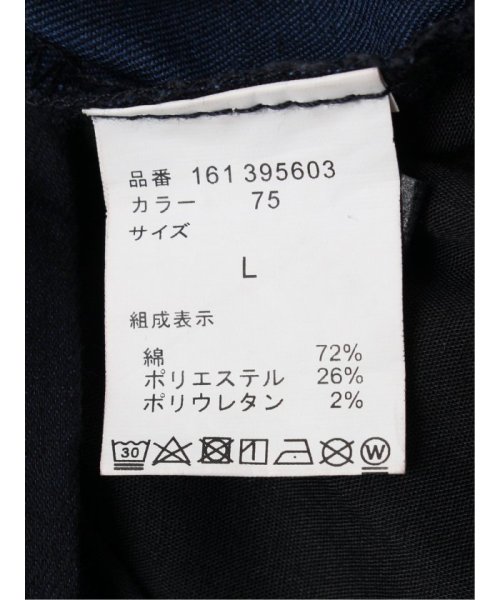 品番 161 395603
カラー 75
サイズ
L
組成表示
綿 72%
ポリエステル 26%
ポリウレタン 2%
30
W